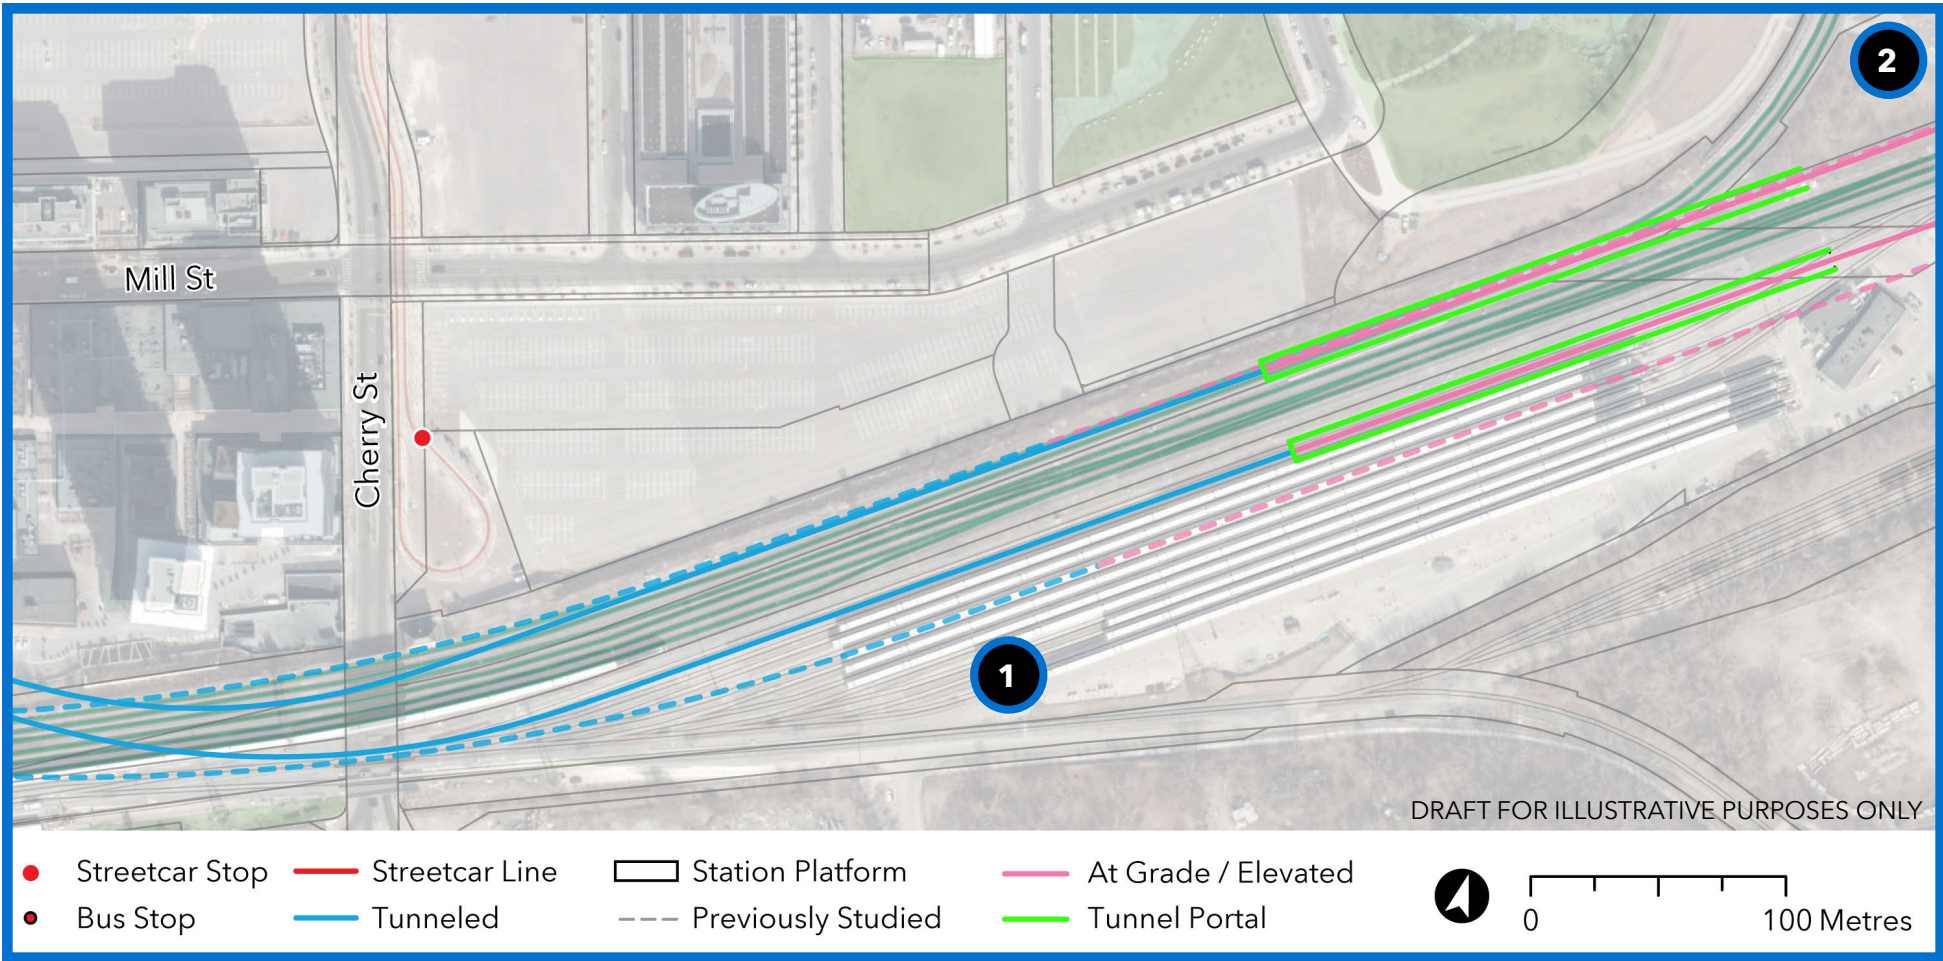 2
Mill St
Cherry St
1
DRAFT FOR ILLUSTRATIVE PURPOSES ONLY
Streetcar Stop
Streetcar Line
Station Platform
At Grade / Elevated
Bus Stop
Tunneled
Previously Studied
Tunnel Portal
0
100 Metres